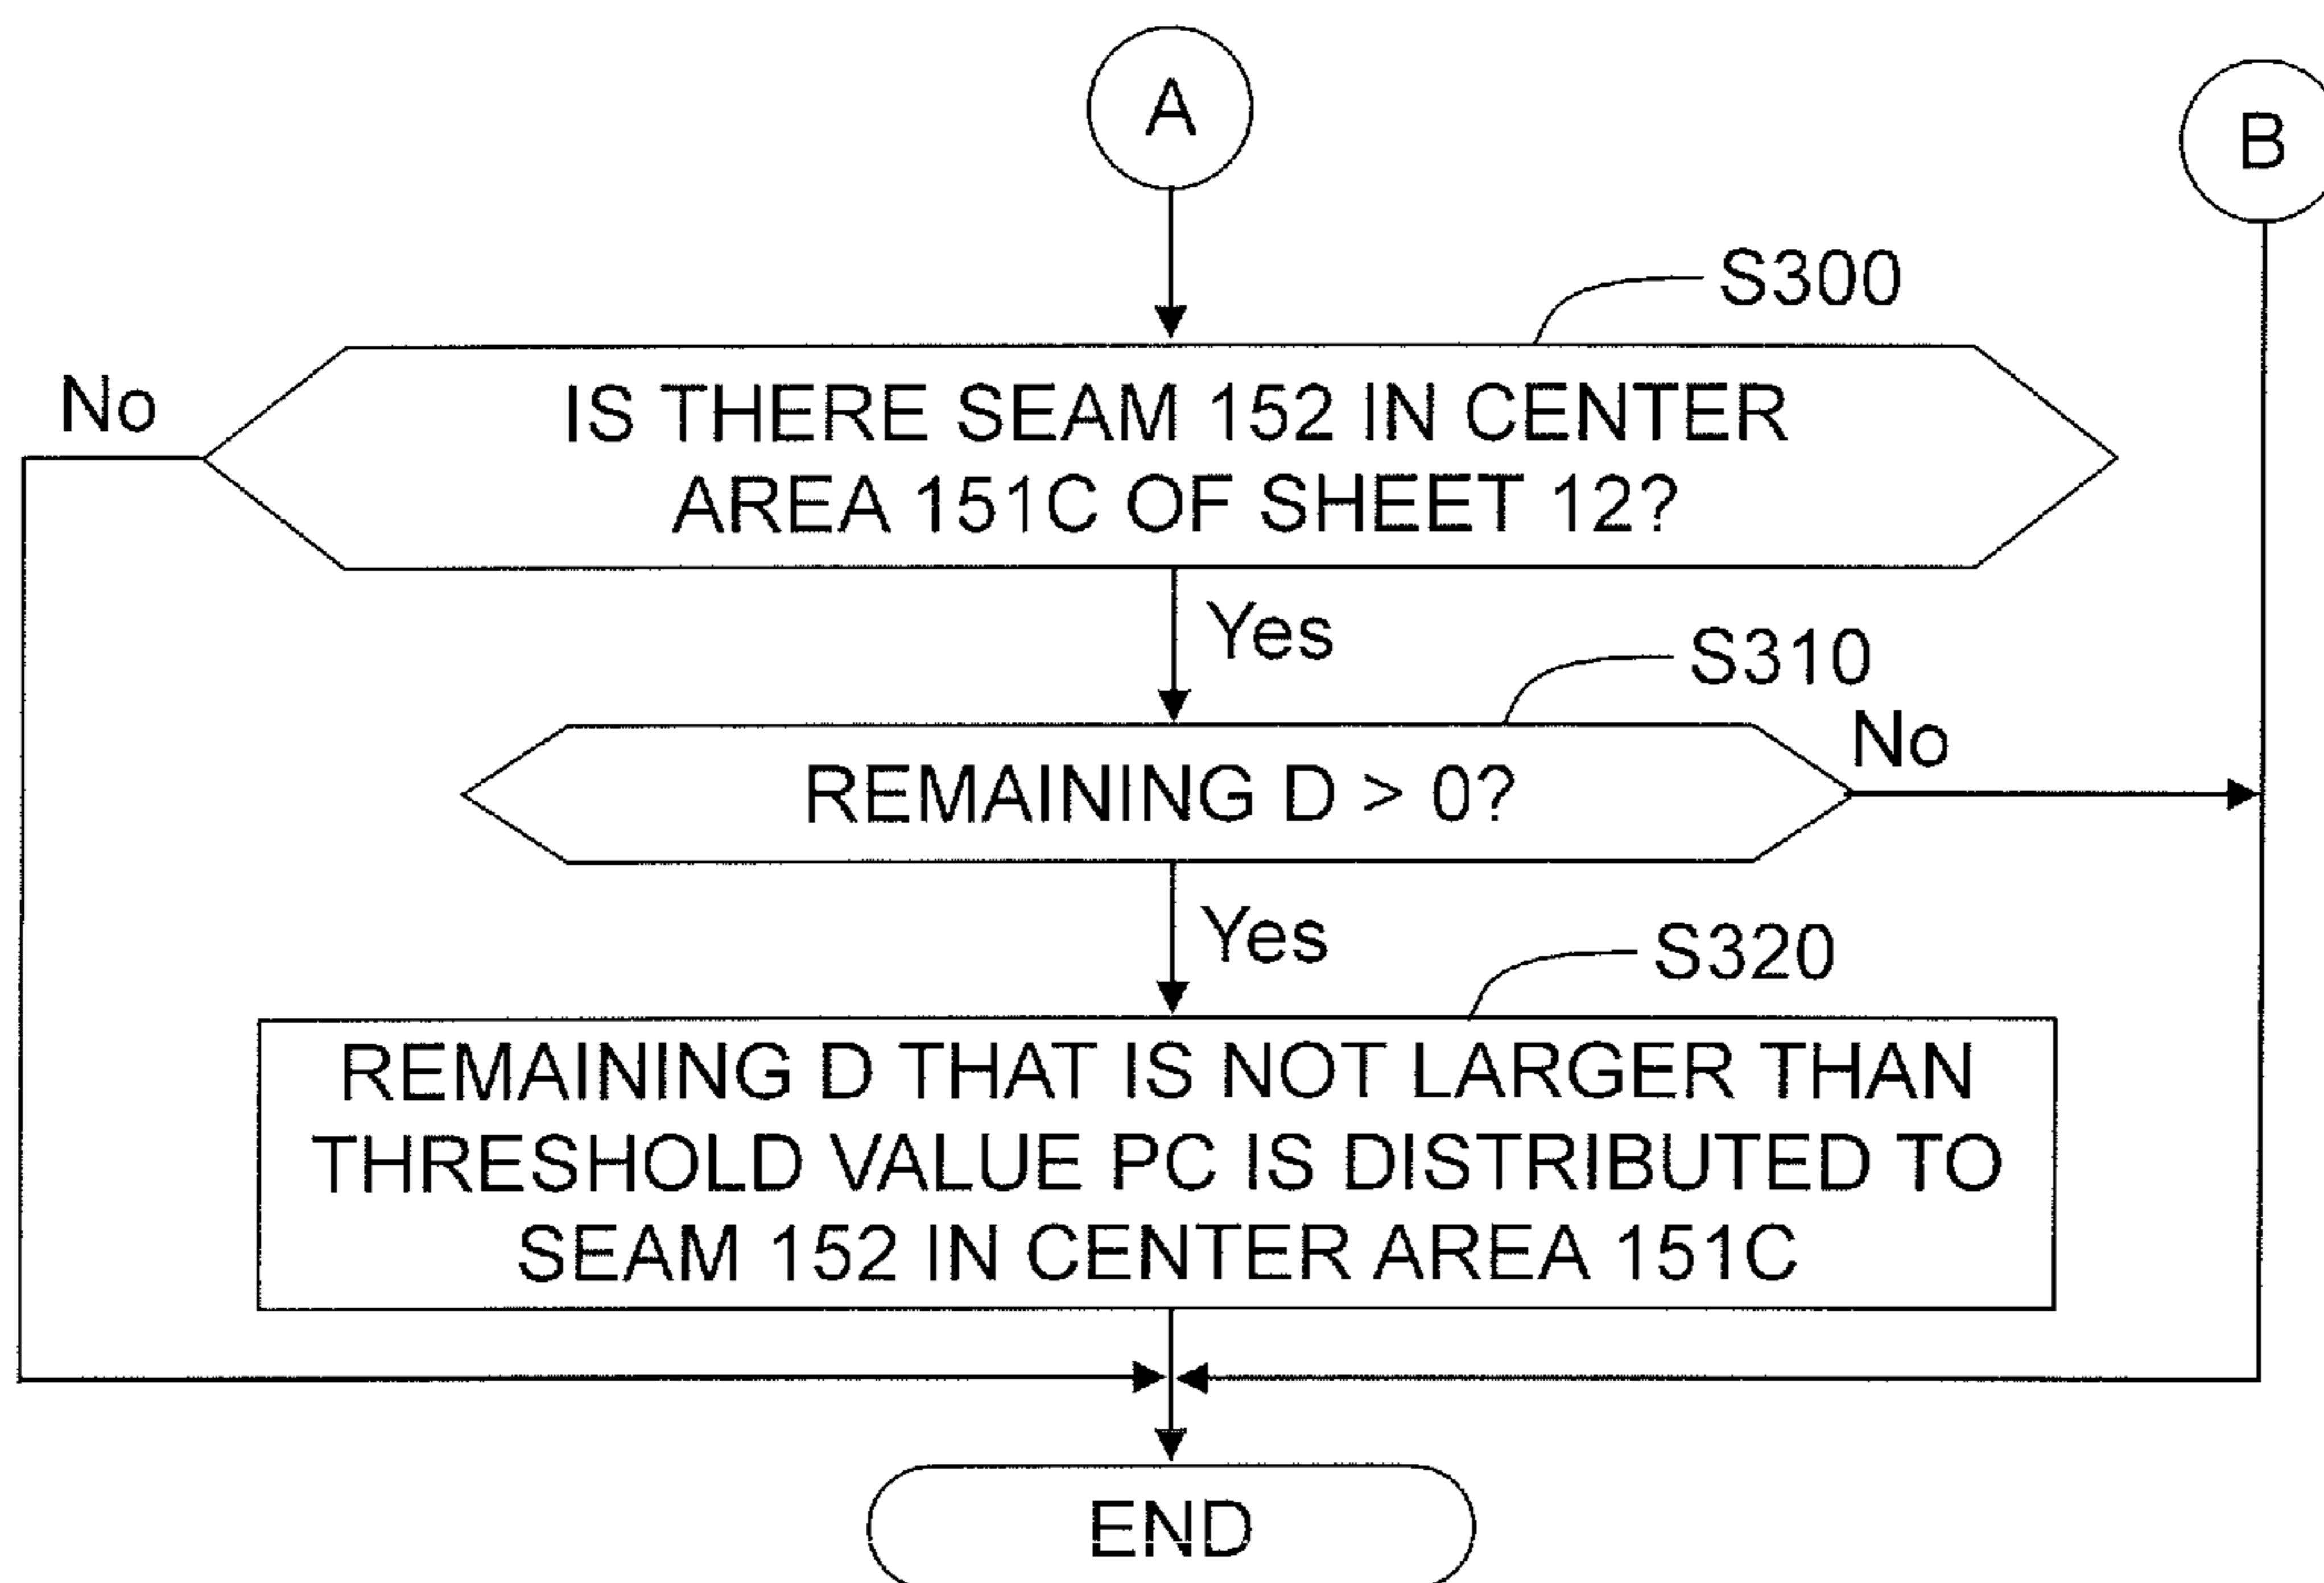 A
B
S300
No
IS THERE SEAM 152 IN CENTER
AREA 151C OF SHEET 12?
Yes
S310
No
REMAINING D > 0?
Yes
S320
REMAINING D THAT IS NOT LARGER THAN
THRESHOLD VALUE PC IS DISTRIBUTED TO
SEAM 152 IN CENTER AREA 151C
END